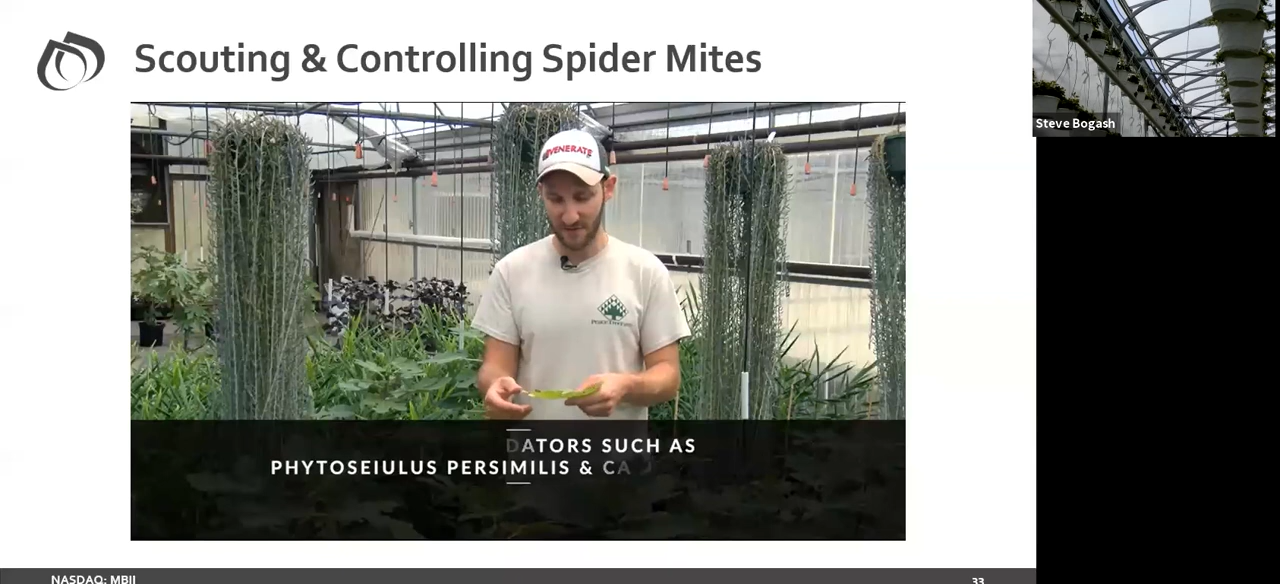 Scouting & Controlling Spider Mites
Steve Bogash
VENERATE
DATORS SUCH AS
PHYTOSEIULUS PERSIMILIS & CA
NASDAQ: MBII
33